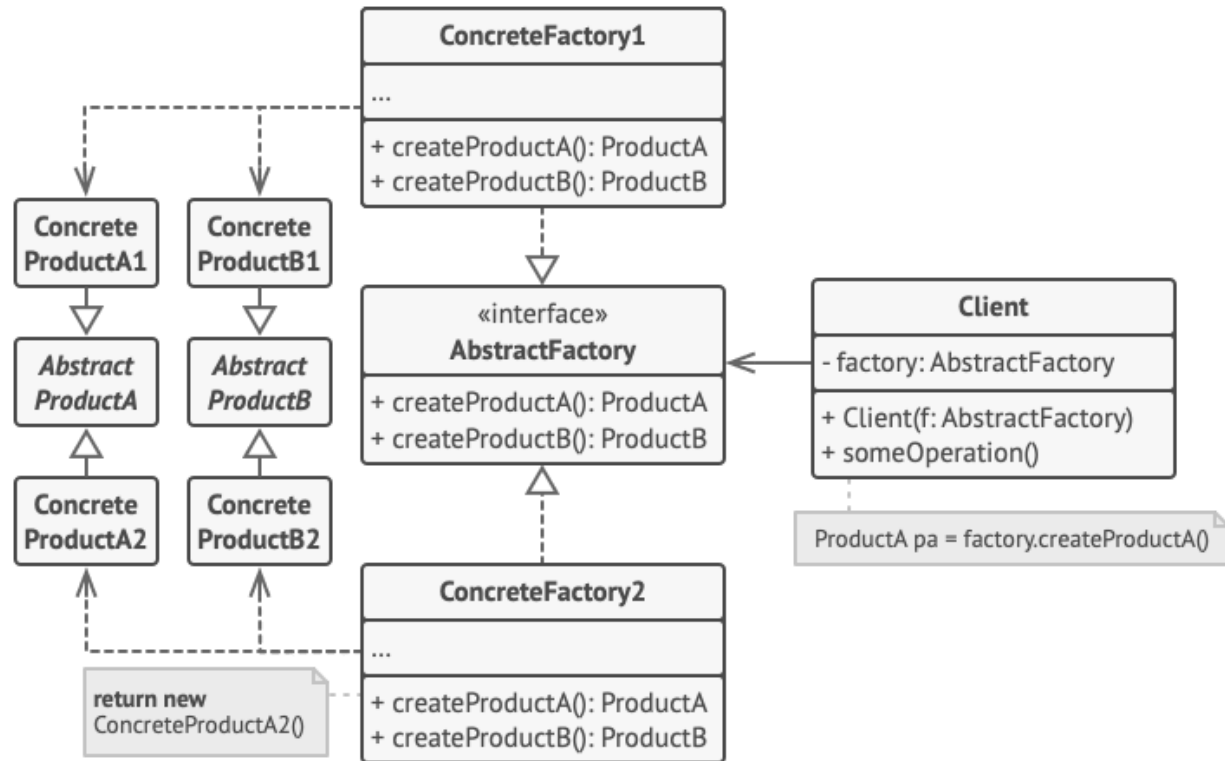 ConcreteFactory1
...
+ createProductA(): ProductA
+ createProductB(): ProductB
Concrete
ProductA1
Concrete
ProductB1
Abstract
ProductA
Abstract
ProductB
Concrete
ProductA2
Concrete
ProductB2
«interface»
AbstractFactory
+ createProductA(): ProductA
+ createProductB(): ProductB
Client
- factory: AbstractFactory
+ Client(f: AbstractFactory)
+ someOperation()
ProductA pa = factory.createProductA()
ConcreteFactory2
...
+ createProductA(): ProductA
+ createProductB(): ProductB
return new
ConcreteProductA2()